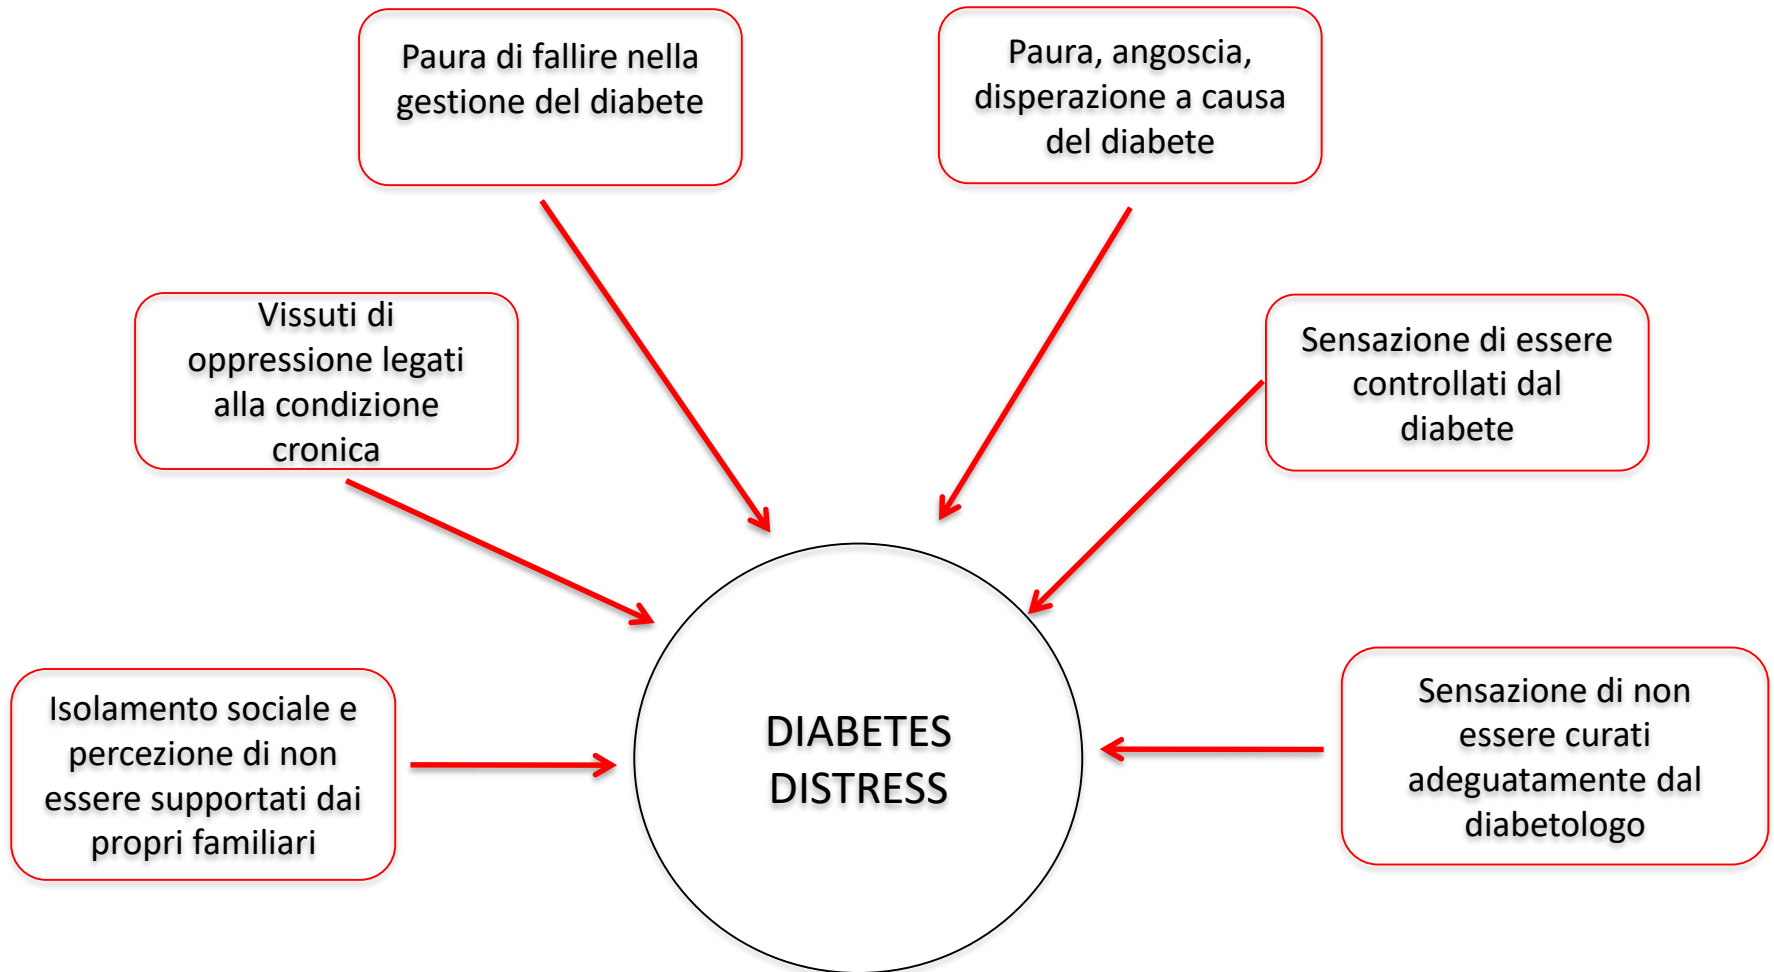 Paura di fallire nella
gestione del diabete
Paura, angoscia,
disperazione a causa
del diabete
Vissuti di
oppressione legati
alla condizione
cronica
Sensazione di essere
controllati dal
diabete
Isolamento sociale e
percezione di non
essere supportati dai
propri familiari
DIABETES
DISTRESS
Sensazione di non
essere curati
adeguatamente dal
diabetologo